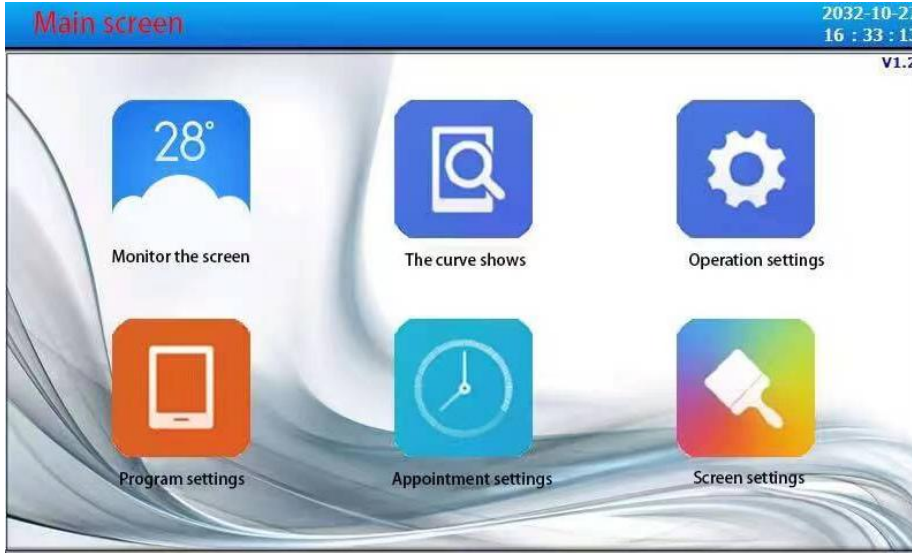 Main screen
2032-10-2
16 : 33 : 1
V1.2
28°
Monitor the screen
The curve shows
Operation settings
Program settings
Appointment settings
Screen settings